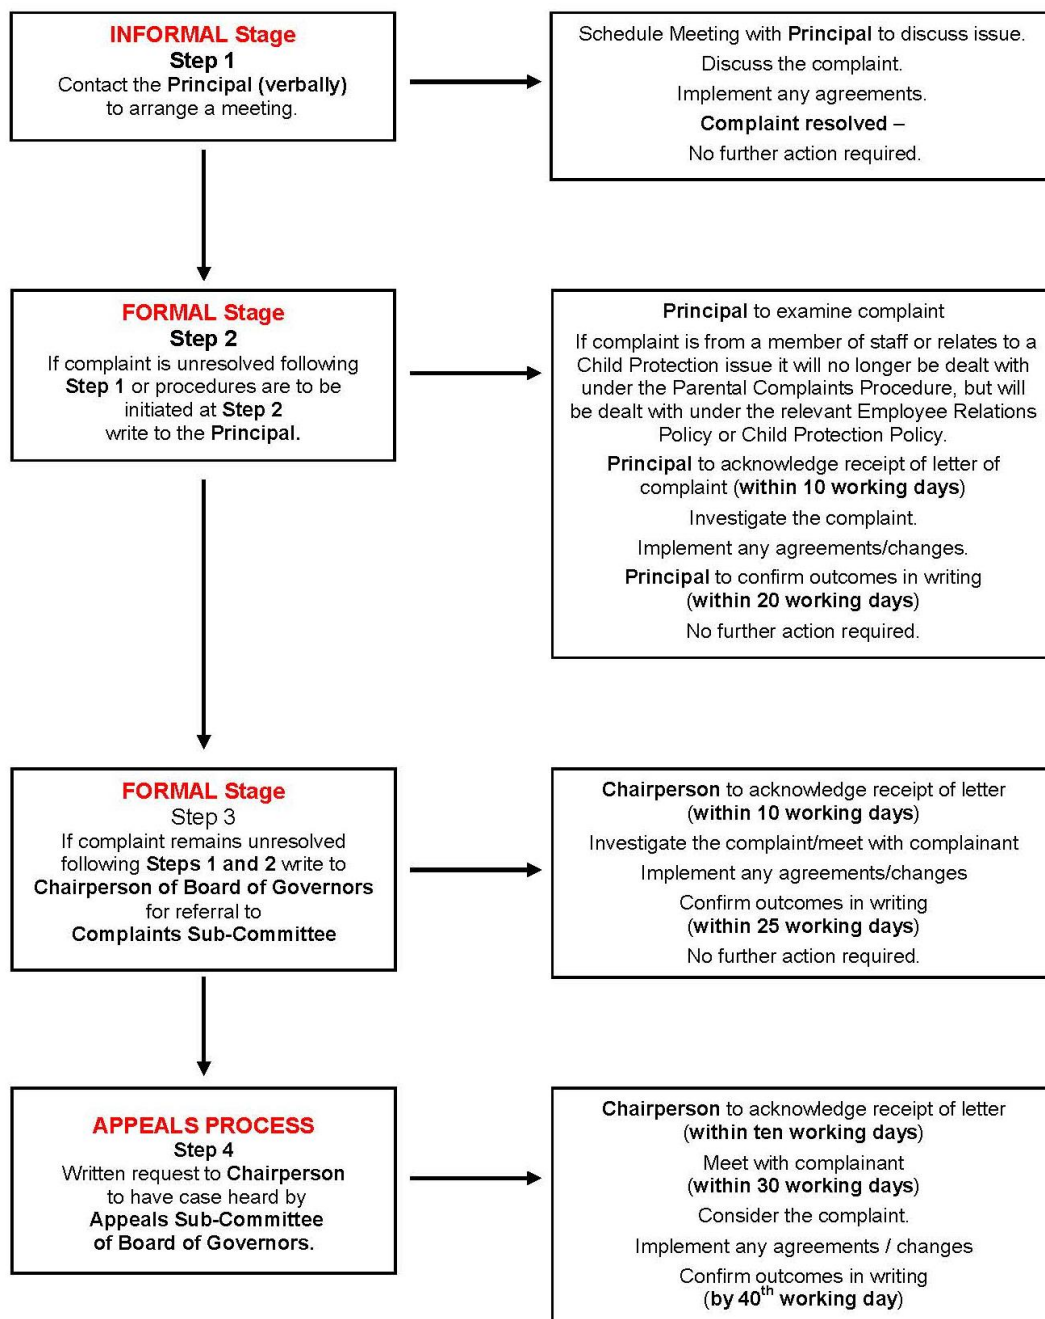 INFORMAL Stage
Step 1
Contact the Principal (verbally)
to arrange a meeting.
Schedule Meeting with Principal to discuss issue.
Discuss the complaint.
Implement any agreements.
Complaint resolved –
No further action required.
FORMAL Stage
Step 2
If complaint is unresolved following
Step 1 or procedures are to be
initiated at Step 2
write to the Principal.
Principal to examine complaint
If complaint is from a member of staff or relates to a
Child Protection issue it will no longer be dealt with
under the Parental Complaints Procedure, but will
be dealt with under the relevant Employee Relations
Policy or Child Protection Policy.
Principal to acknowledge receipt of letter of
complaint (within 10 working days)
Investigate the complaint.
Implement any agreements/changes.
Principal to confirm outcomes in writing
(within 20 working days)
No further action required.
FORMAL Stage
Step 3
If complaint remains unresolved
following Steps 1 and 2 write to
Chairperson of Board of Governors
for referral to
Complaints Sub-Committee
Chairperson to acknowledge receipt of letter
(within 10 working days)
Investigate the complaint/meet with complainant
Implement any agreements/changes
Confirm outcomes in writing
(within 25 working days)
No further action required.
APPEALS PROCESS
Step 4
Written request to Chairperson
to have case heard by
Appeals Sub-Committee
of Board of Governors.
Chairperson to acknowledge receipt of letter
(within ten working days)
Meet with complainant
(within 30 working days)
Consider the complaint.
Implement any agreements / changes
Confirm outcomes in writing
(by 40th working day)